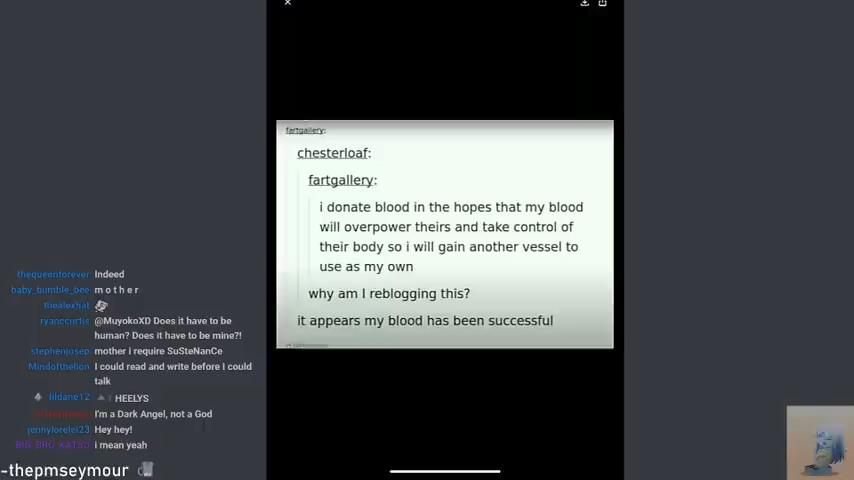 fartgallery:
chesterloaf:
fartgallery:
i donate blood in the hopes that my blood
will overpower theirs and take control of
their body so i will gain another vessel to
use as my own
why am I reblogging this?
it appears my blood has been successful
thequeenforever Indeed
baby_bumble_bee m o t h e r
thealexhat
ryanccurtis @MuyokoXD Does it have to be
human? Does it have to be mine?!
stephenjosep mother i require SuSteNanCe
Mindofthelion I could read and write before I could
talk
lildane12 HEELYS
I'm a Dark Angel, not a God
jennylorelei23 Hey hey!
BIG_BRO_KATSU i mean yeah
-thepmseymour